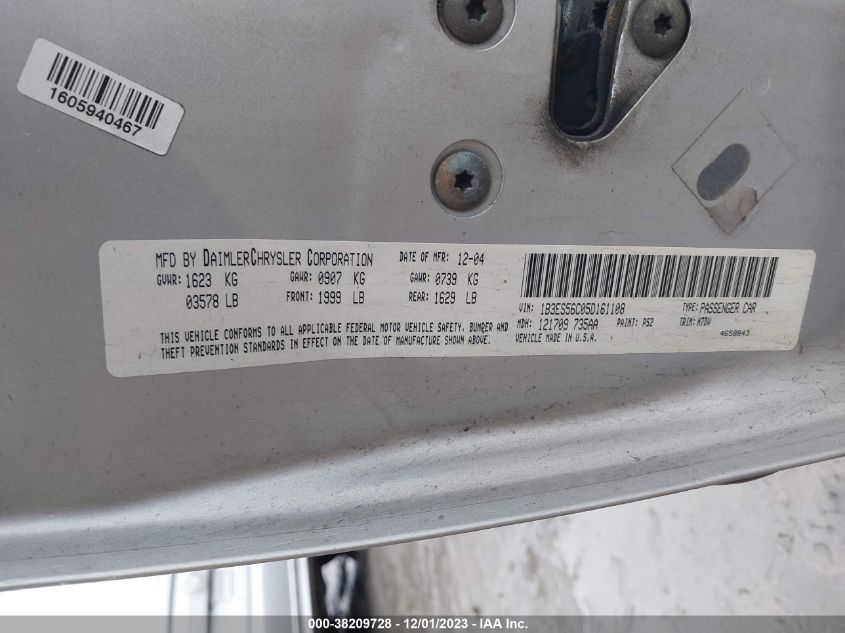 1605940467
MFD BY DAIMLERCHRYSLER CORPORATION DATE OF MFR: 12-04
GVWR: 1623 KG GAWR: 0907 KG GAWR: 0739 KG
03578 LB FRONT: 1999 LB REAR: 1629 LB
THIS VEHICLE CONFORMS TO ALL APPLICABLE FEDERAL MOTOR VEHICLE SAFETY, BUMPER AND
THEFT PREVENTION STANDARDS IN EFFECT ON THE DATE OF MANUFACTURE SHOWN ABOVE.
VIN: 1B3ES56C05D161108 TYPE: PASSENGER CAR
MDH: 121709 735AA PAINT: PS2 TRIM: M7DV
VEHICLE MADE IN U.S.A. 4658843
000-38209728 - 12/01/2023 - IAA Inc.